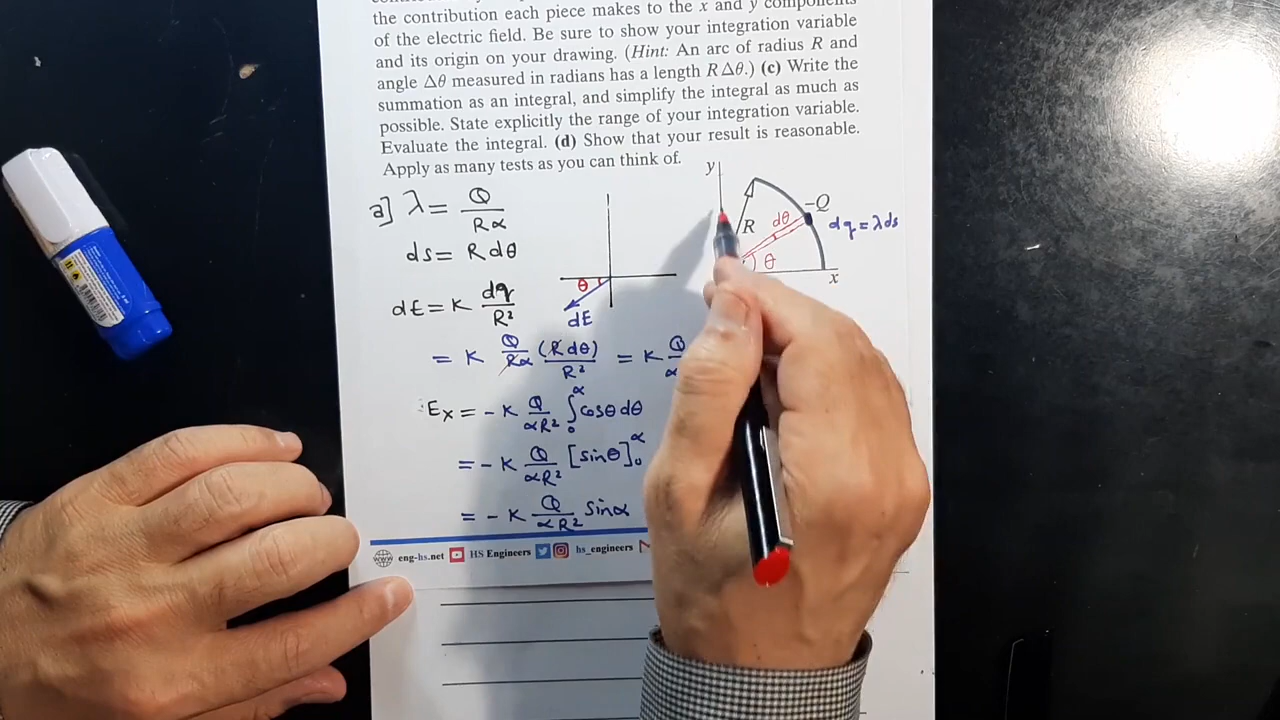 the contribution each piece makes to the x and y components
of the electric field. Be sure to show your integration variable
and its origin on your drawing. (Hint: An arc of radius R and
angle Δθ measured in radians has a length R Δθ.) (c) Write the
summation as an integral, and simplify the integral as much as
possible. State explicitly the range of your integration variable.
Evaluate the integral. (d) Show that your result is reasonable.
Apply as many tests as you can think of.
y
a] λ = Q / Rα
-Q
R
dθ
dq = λds
θ
x
ds = R dθ
θ
dE
dE = K dq / R²
= K Q / Rα (R dθ) / R² = K Q / α
Ex = - K Q / αR² ∫₀^α cosθ dθ
= - K Q / αR² [sinθ]₀^α
= - K Q / αR² sinα
www eng-hs.net HS Engineers hs_engineers